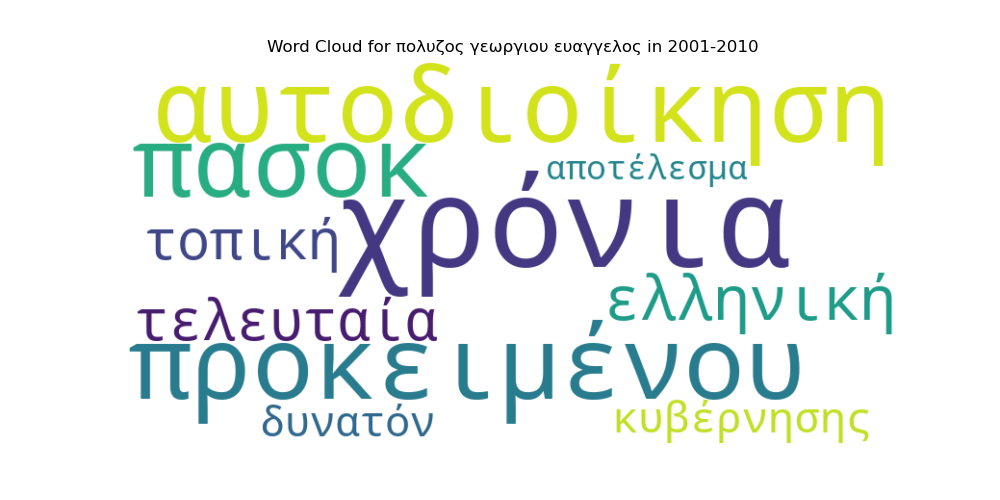 Word Cloud for πολυζος γεωργιου ευαγγελος in 2001-2010
αυτοδιοίκηση
πασοκ
αποτέλεσμα
χρόνια
τοπική
ελληνική
τελευταία
προκειμένου
δυνατόν
κυβέρνησης